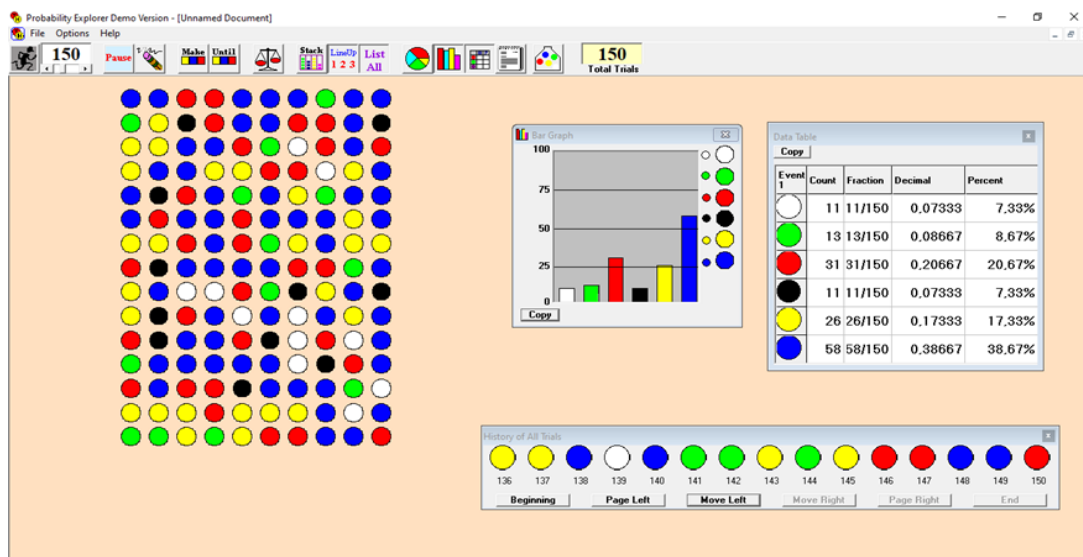 Probability Explorer Demo Version - [Unnamed Document]
File Options Help
150 Pause Make Until Stack LineUp 1 2 3 List All 150 Total Trials
Bar Graph
100
75
50
25
0
Copy
Data Table
Copy
Event 1 Count Fraction Decimal Percent
11 11/150 0,07333 7,33%
13 13/150 0,08667 8,67%
31 31/150 0,20667 20,67%
11 11/150 0,07333 7,33%
26 26/150 0,17333 17,33%
58 58/150 0,38667 38,67%
History of All Trials
136 137 138 139 140 141 142 143 144 145 146 147 148 149 150
Beginning Page Left Move Left Move Right Page Right End